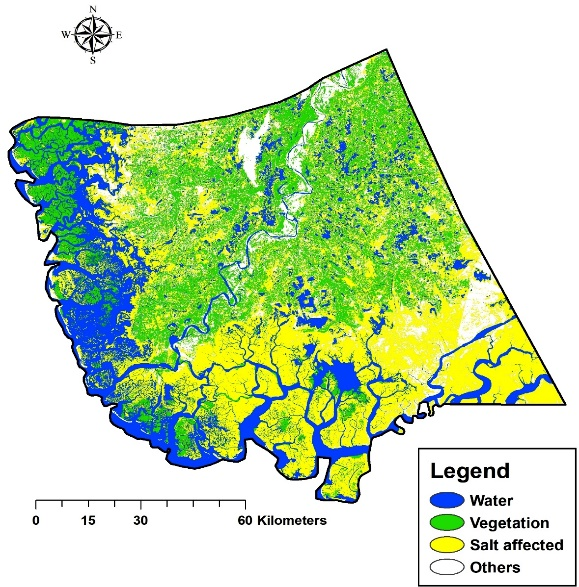 N
W E
S
0 15 30 60 Kilometers
Legend
Water
Vegetation
Salt affected
Others